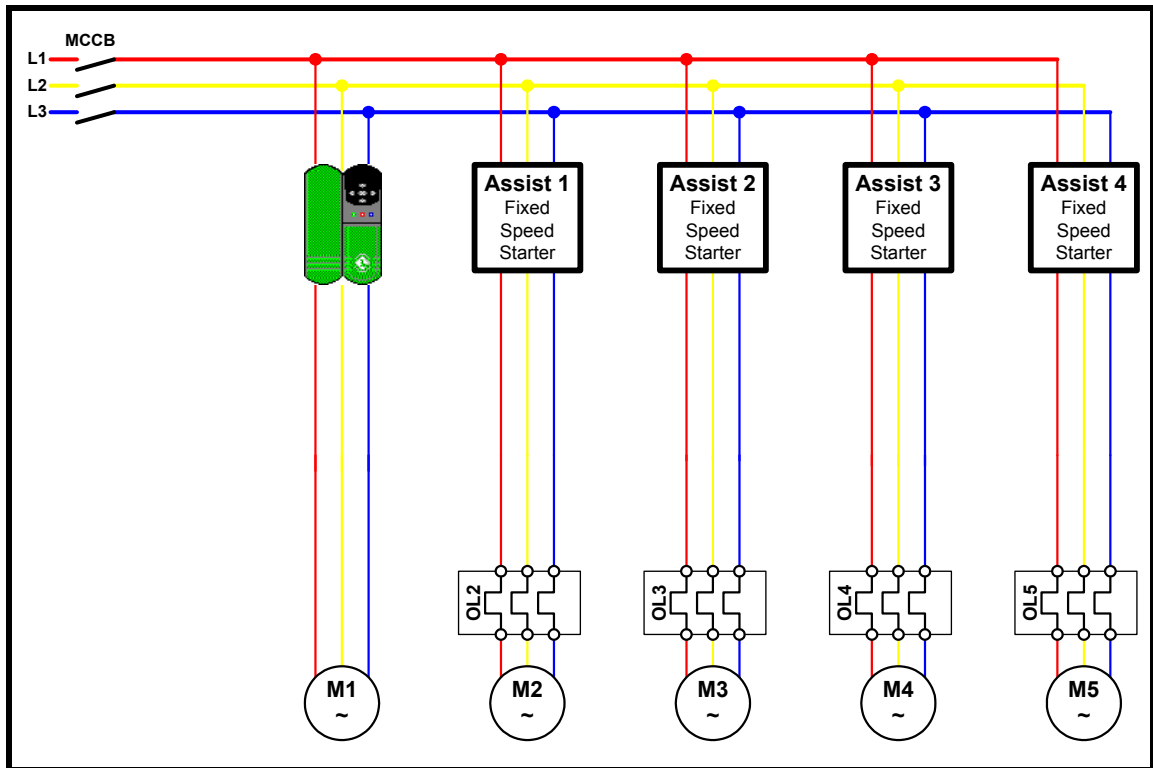 MCCB
L1
L2
L3
Assist 1
Fixed
Speed
Starter
Assist 2
Fixed
Speed
Starter
Assist 3
Fixed
Speed
Starter
Assist 4
Fixed
Speed
Starter
OL2
OL3
OL4
OL5
M1
~
M2
~
M3
~
M4
~
M5
~